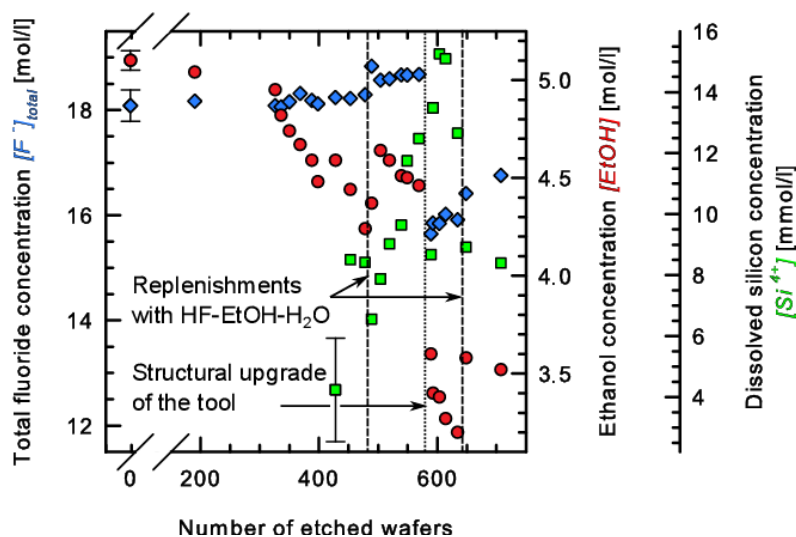 Total fluoride concentration [F⁻]total [mol/l]
18
16
14
12
Replenishments
with HF-EtOH-H₂O
Structural upgrade
of the tool
5.0
4.5
4.0
3.5
Ethanol concentration [EtOH] [mol/l]
16
14
12
10
8
6
4
Dissolved silicon concentration
[Si⁴⁺] [mmol/l]
0 200 400 600
Number of etched wafers